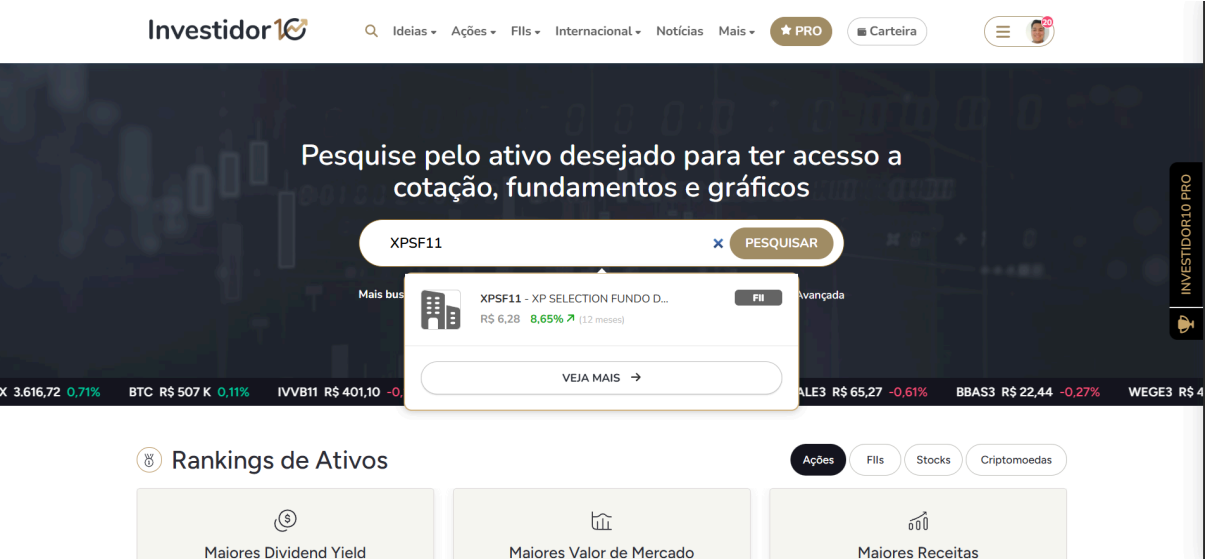 Investidor10
Ideias Ações FIIs Internacional Notícias Mais PRO Carteira
20
Pesquise pelo ativo desejado para ter acesso a
cotação, fundamentos e gráficos
XPSF11 × PESQUISAR
Mais bus
Avançada
XPSF11 - XP SELECTION FUNDO D... FII
R$ 6,28 8,65% (12 meses)
VEJA MAIS →
INVESTIDOR10 PRO
X 3.616,72 0,71% BTC R$ 507 K 0,11% IVVB11 R$ 401,10 -0, ALE3 R$ 65,27 -0,61% BBAS3 R$ 22,44 -0,27% WEGE3 R$ 4
Rankings de Ativos
Ações FIIs Stocks Criptomoedas
Maiores Dividend Yield
Maiores Valor de Mercado
Maiores Receitas